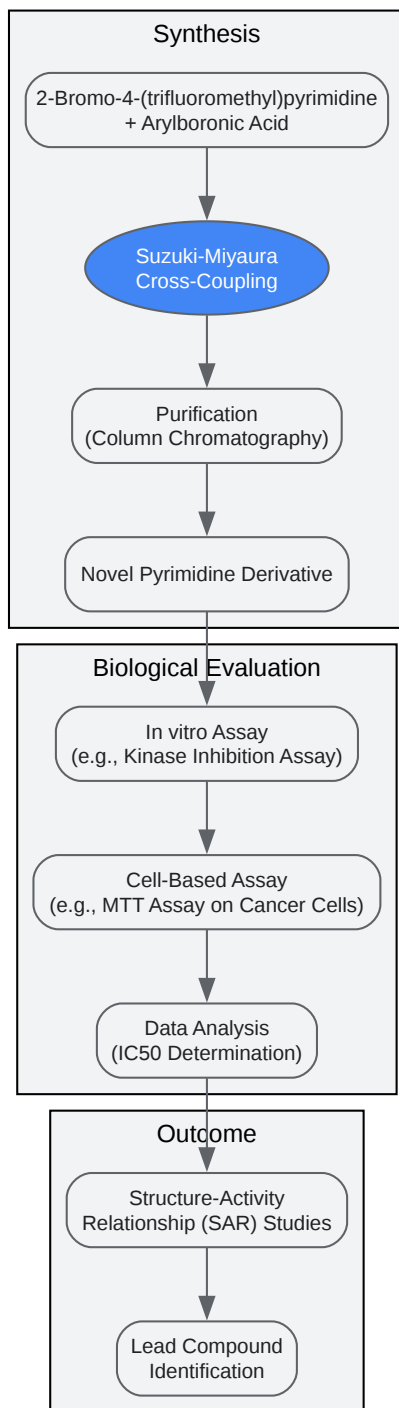 Synthesis
2-Bromo-4-(trifluoromethyl)pyrimidine
+ Arylboronic Acid
Suzuki-Miyaura
Cross-Coupling
Purification
(Column Chromatography)
Novel Pyrimidine Derivative
Biological Evaluation
In vitro Assay
(e.g., Kinase Inhibition Assay)
Cell-Based Assay
(e.g., MTT Assay on Cancer Cells)
Data Analysis
(IC50 Determination)
Outcome
Structure-Activity
Relationship (SAR) Studies
Lead Compound
Identification